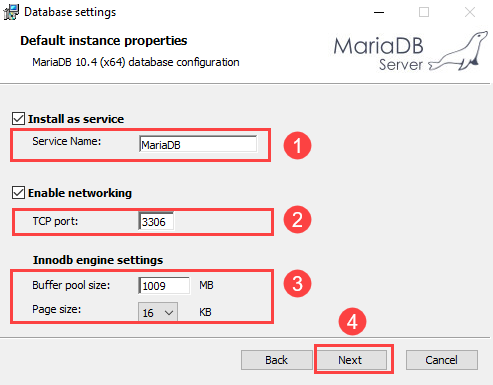 Database settings
Default instance properties
MariaDB 10.4 (x64) database configuration
MariaDB
Server
Install as service
Service Name: MariaDB
1
Enable networking
TCP port: 3306
2
Innodb engine settings
Buffer pool size: 1009 MB
3
Page size: 16 KB
4
Back Next Cancel